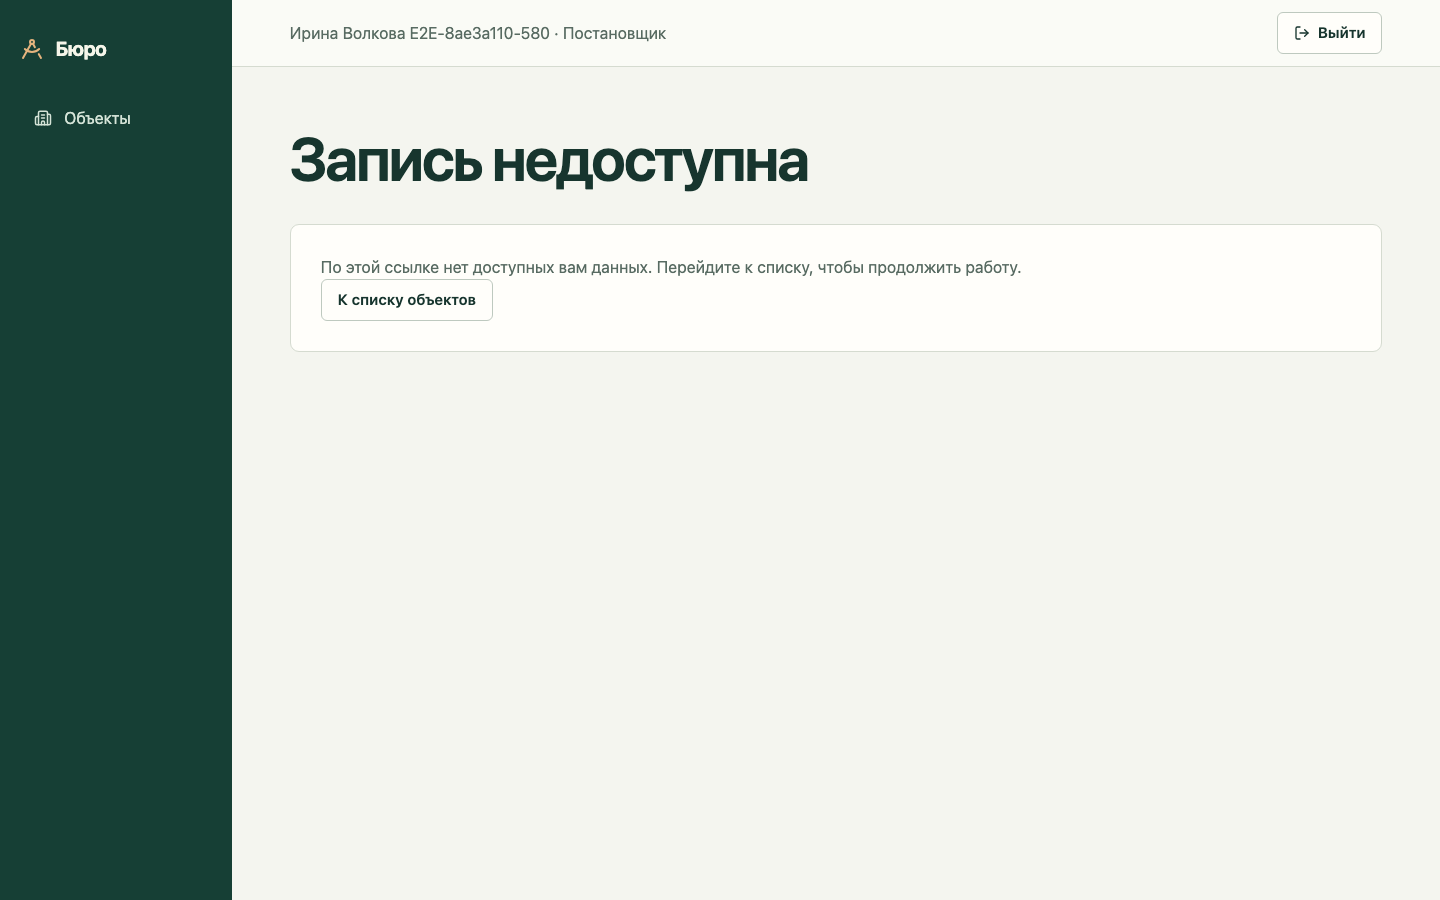 Бюро
Объекты
Ирина Волкова E2E-8ae3a110-580 · Постановщик
Выйти
Запись недоступна
По этой ссылке нет доступных вам данных. Перейдите к списку, чтобы продолжить работу.
К списку объектов